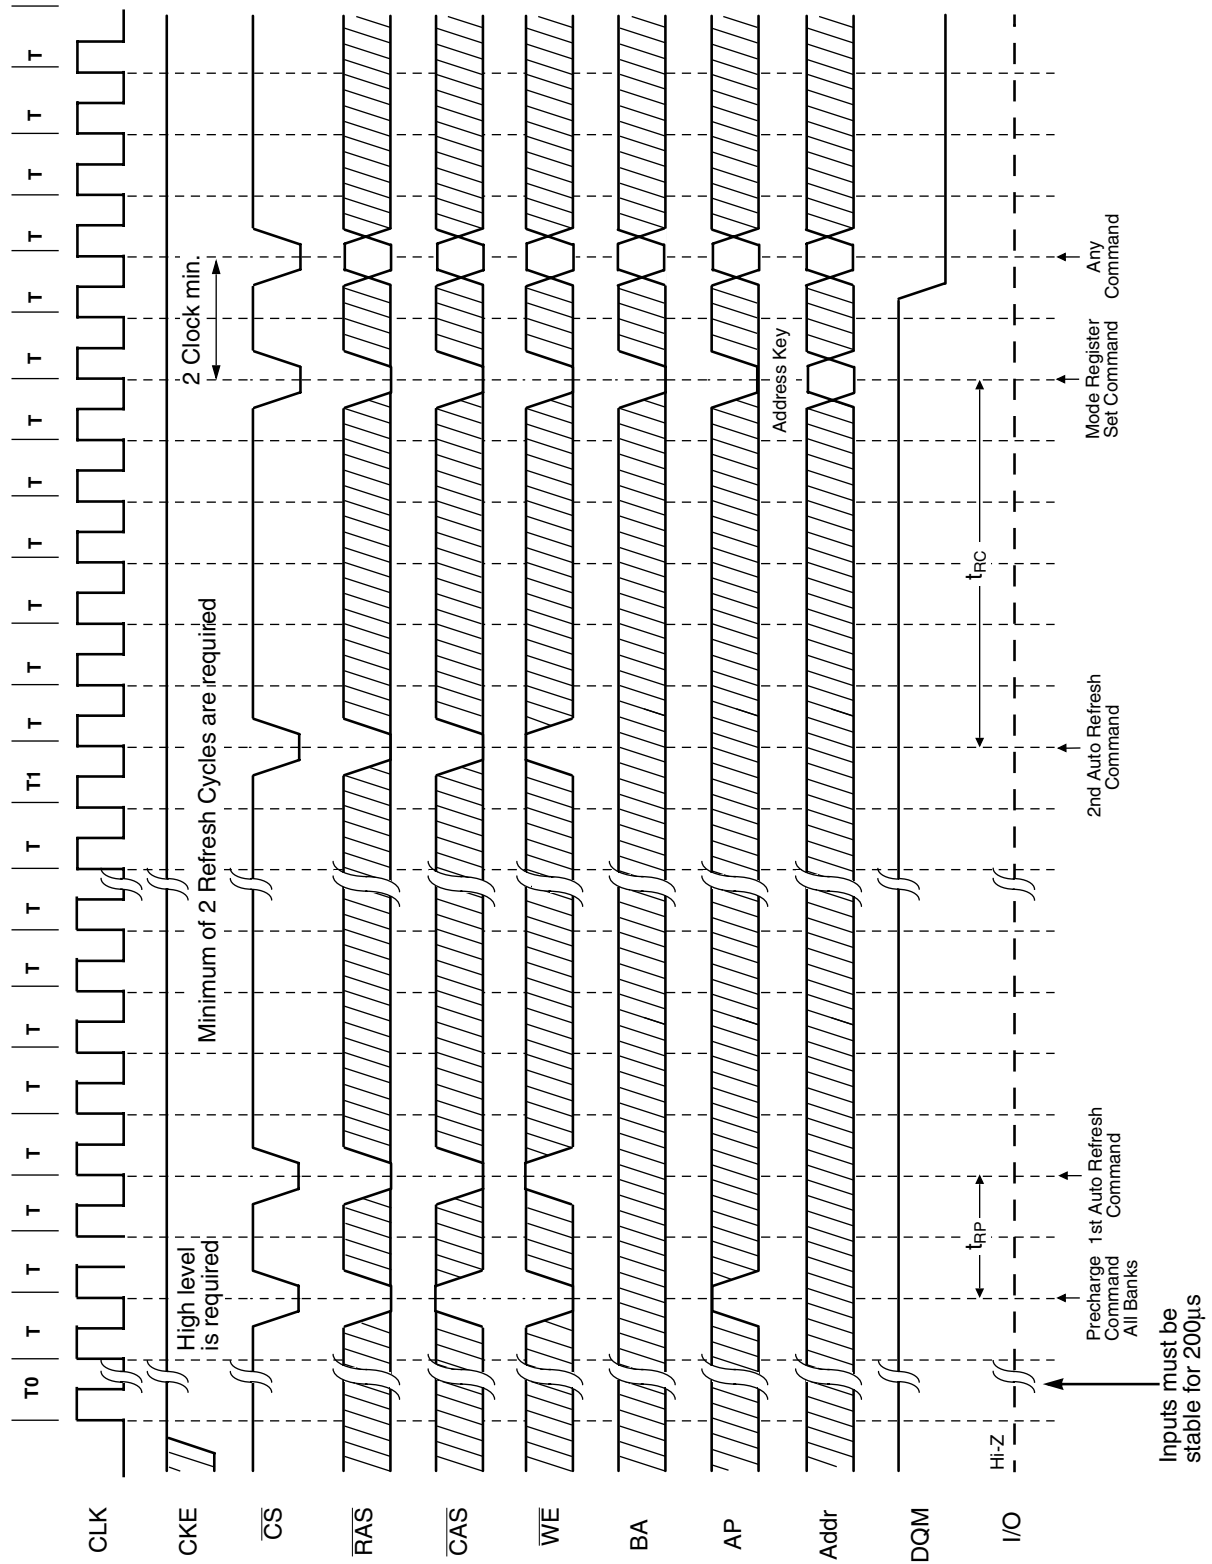 T0
T
T
T
T
T
T
T
T
T
T1
T
T
T
T
T
T
T
T
T
T
T
T
CLK
CKE
High level
is required
Minimum of 2 Refresh Cycles are required
2 Clock min.
CS
RAS
CAS
WE
BA
AP
Address Key
Addr
DQM
tRP
tRC
Hi-Z
I/O
Precharge
Command
All Banks
1st Auto Refresh
Command
2nd Auto Refresh
Command
Mode Register
Set Command
Any
Command
Inputs must be
stable for 200µs